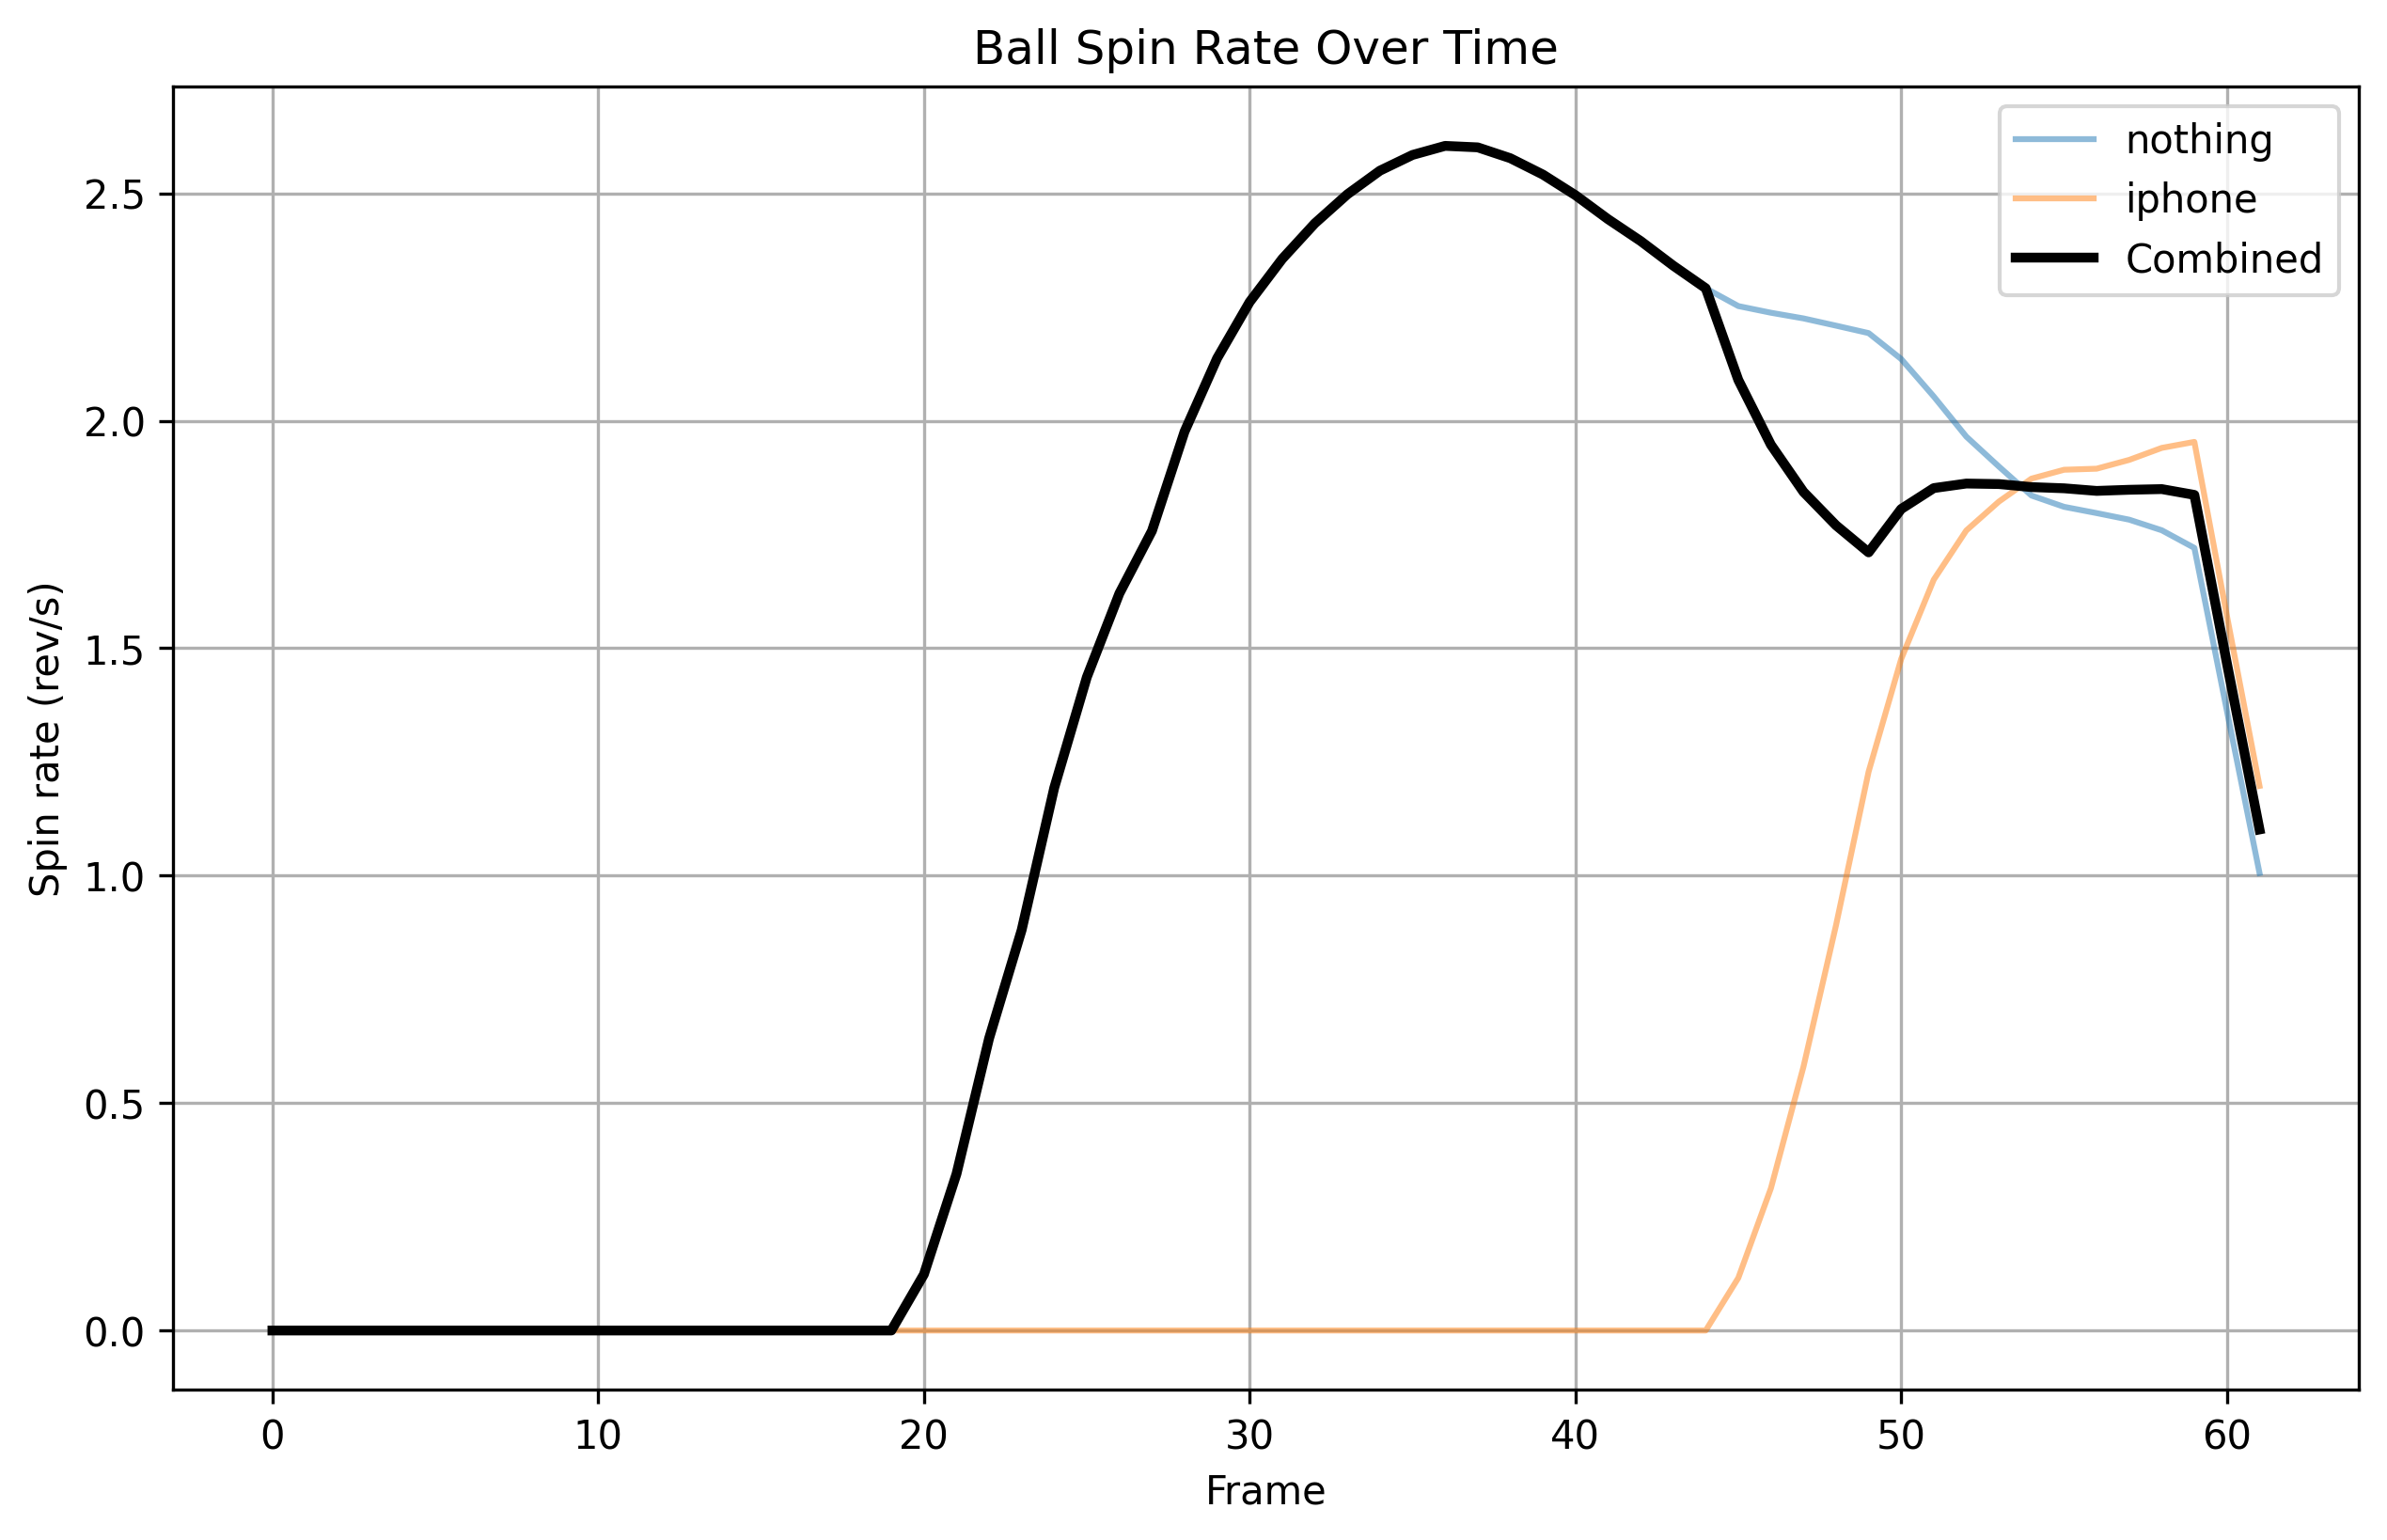 Ball Spin Rate Over Time
nothing
iphone
Combined
Spin rate (rev/s)
2.5
2.0
1.5
1.0
0.5
0.0
0 10 20 30 40 50 60
Frame